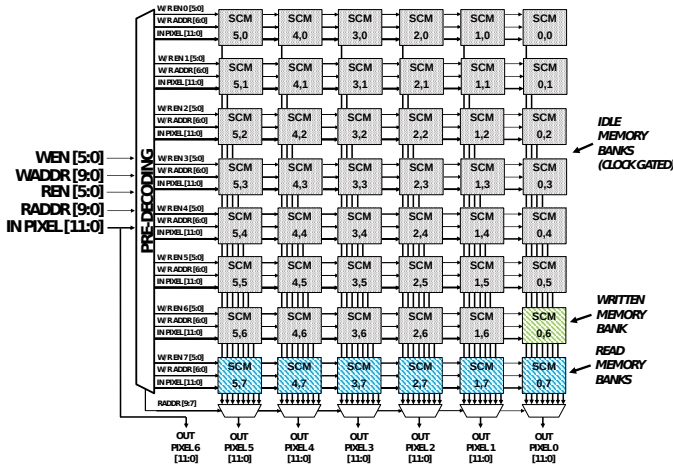 W/R EN 0 [5:0]
W/R ADDR [6:0]
IN PIXEL [11:0]
SCM 5,0
SCM 4,0
SCM 3,0
SCM 2,0
SCM 1,0
SCM 0,0
W/R EN 1 [5:0]
W/R ADDR [6:0]
IN PIXEL [11:0]
SCM 5,1
SCM 4,1
SCM 3,1
SCM 2,1
SCM 1,1
SCM 0,1
W/R EN 2 [5:0]
W/R ADDR [6:0]
IN PIXEL [11:0]
SCM 5,2
SCM 4,2
SCM 3,2
SCM 2,2
SCM 1,2
SCM 0,2
IDLE
MEMORY
BANKS
(CLOCK GATED)
WEN [5:0]
WADDR [9:0]
REN [5:0]
RADDR [9:0]
IN PIXEL [11:0]
PRE-DECODING
W/R EN 3 [5:0]
W/R ADDR [6:0]
IN PIXEL [11:0]
SCM 5,3
SCM 4,3
SCM 3,3
SCM 2,3
SCM 1,3
SCM 0,3
W/R EN 4 [5:0]
W/R ADDR [6:0]
IN PIXEL [11:0]
SCM 5,4
SCM 4,4
SCM 3,4
SCM 2,4
SCM 1,4
SCM 0,4
W/R EN 5 [5:0]
W/R ADDR [6:0]
IN PIXEL [11:0]
SCM 5,5
SCM 4,5
SCM 3,5
SCM 2,5
SCM 1,5
SCM 0,5
W/R EN 6 [5:0]
W/R ADDR [6:0]
IN PIXEL [11:0]
SCM 5,6
SCM 4,6
SCM 3,6
SCM 2,6
SCM 1,6
SCM 0,6
WRITTEN
MEMORY
BANK
W/R EN 7 [5:0]
W/R ADDR [6:0]
IN PIXEL [11:0]
SCM 5,7
SCM 4,7
SCM 3,7
SCM 2,7
SCM 1,7
SCM 0,7
READ
MEMORY
BANKS
RADDR [9:7]
OUT
PIXEL 6
[11:0]
OUT
PIXEL 5
[11:0]
OUT
PIXEL 4
[11:0]
OUT
PIXEL 3
[11:0]
OUT
PIXEL 2
[11:0]
OUT
PIXEL 1
[11:0]
OUT
PIXEL 0
[11:0]